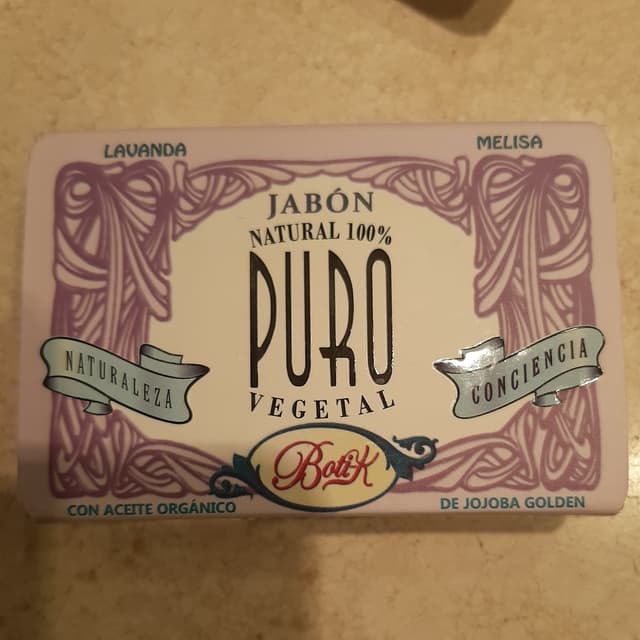 LAVANDA
MELISA
JABÓN
NATURAL 100%
PURO
VEGETAL
NATURALEZA
CONCIENCIA
BotiK
CON ACEITE ORGÁNICO
DE JOJOBA GOLDEN